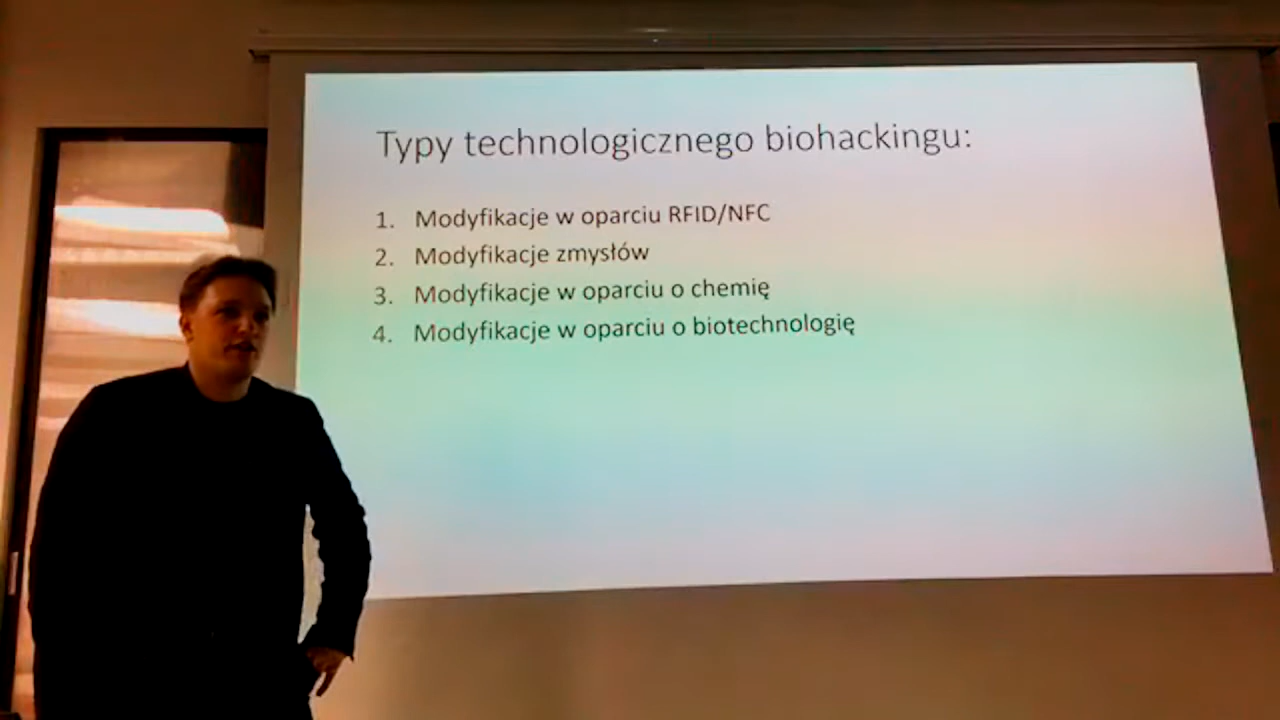 Typy technologicznego biohackingu:
1. Modyfikacje w oparciu RFID/NFC
2. Modyfikacje zmysłów
3. Modyfikacje w oparciu o chemię
4. Modyfikacje w oparciu o biotechnologię